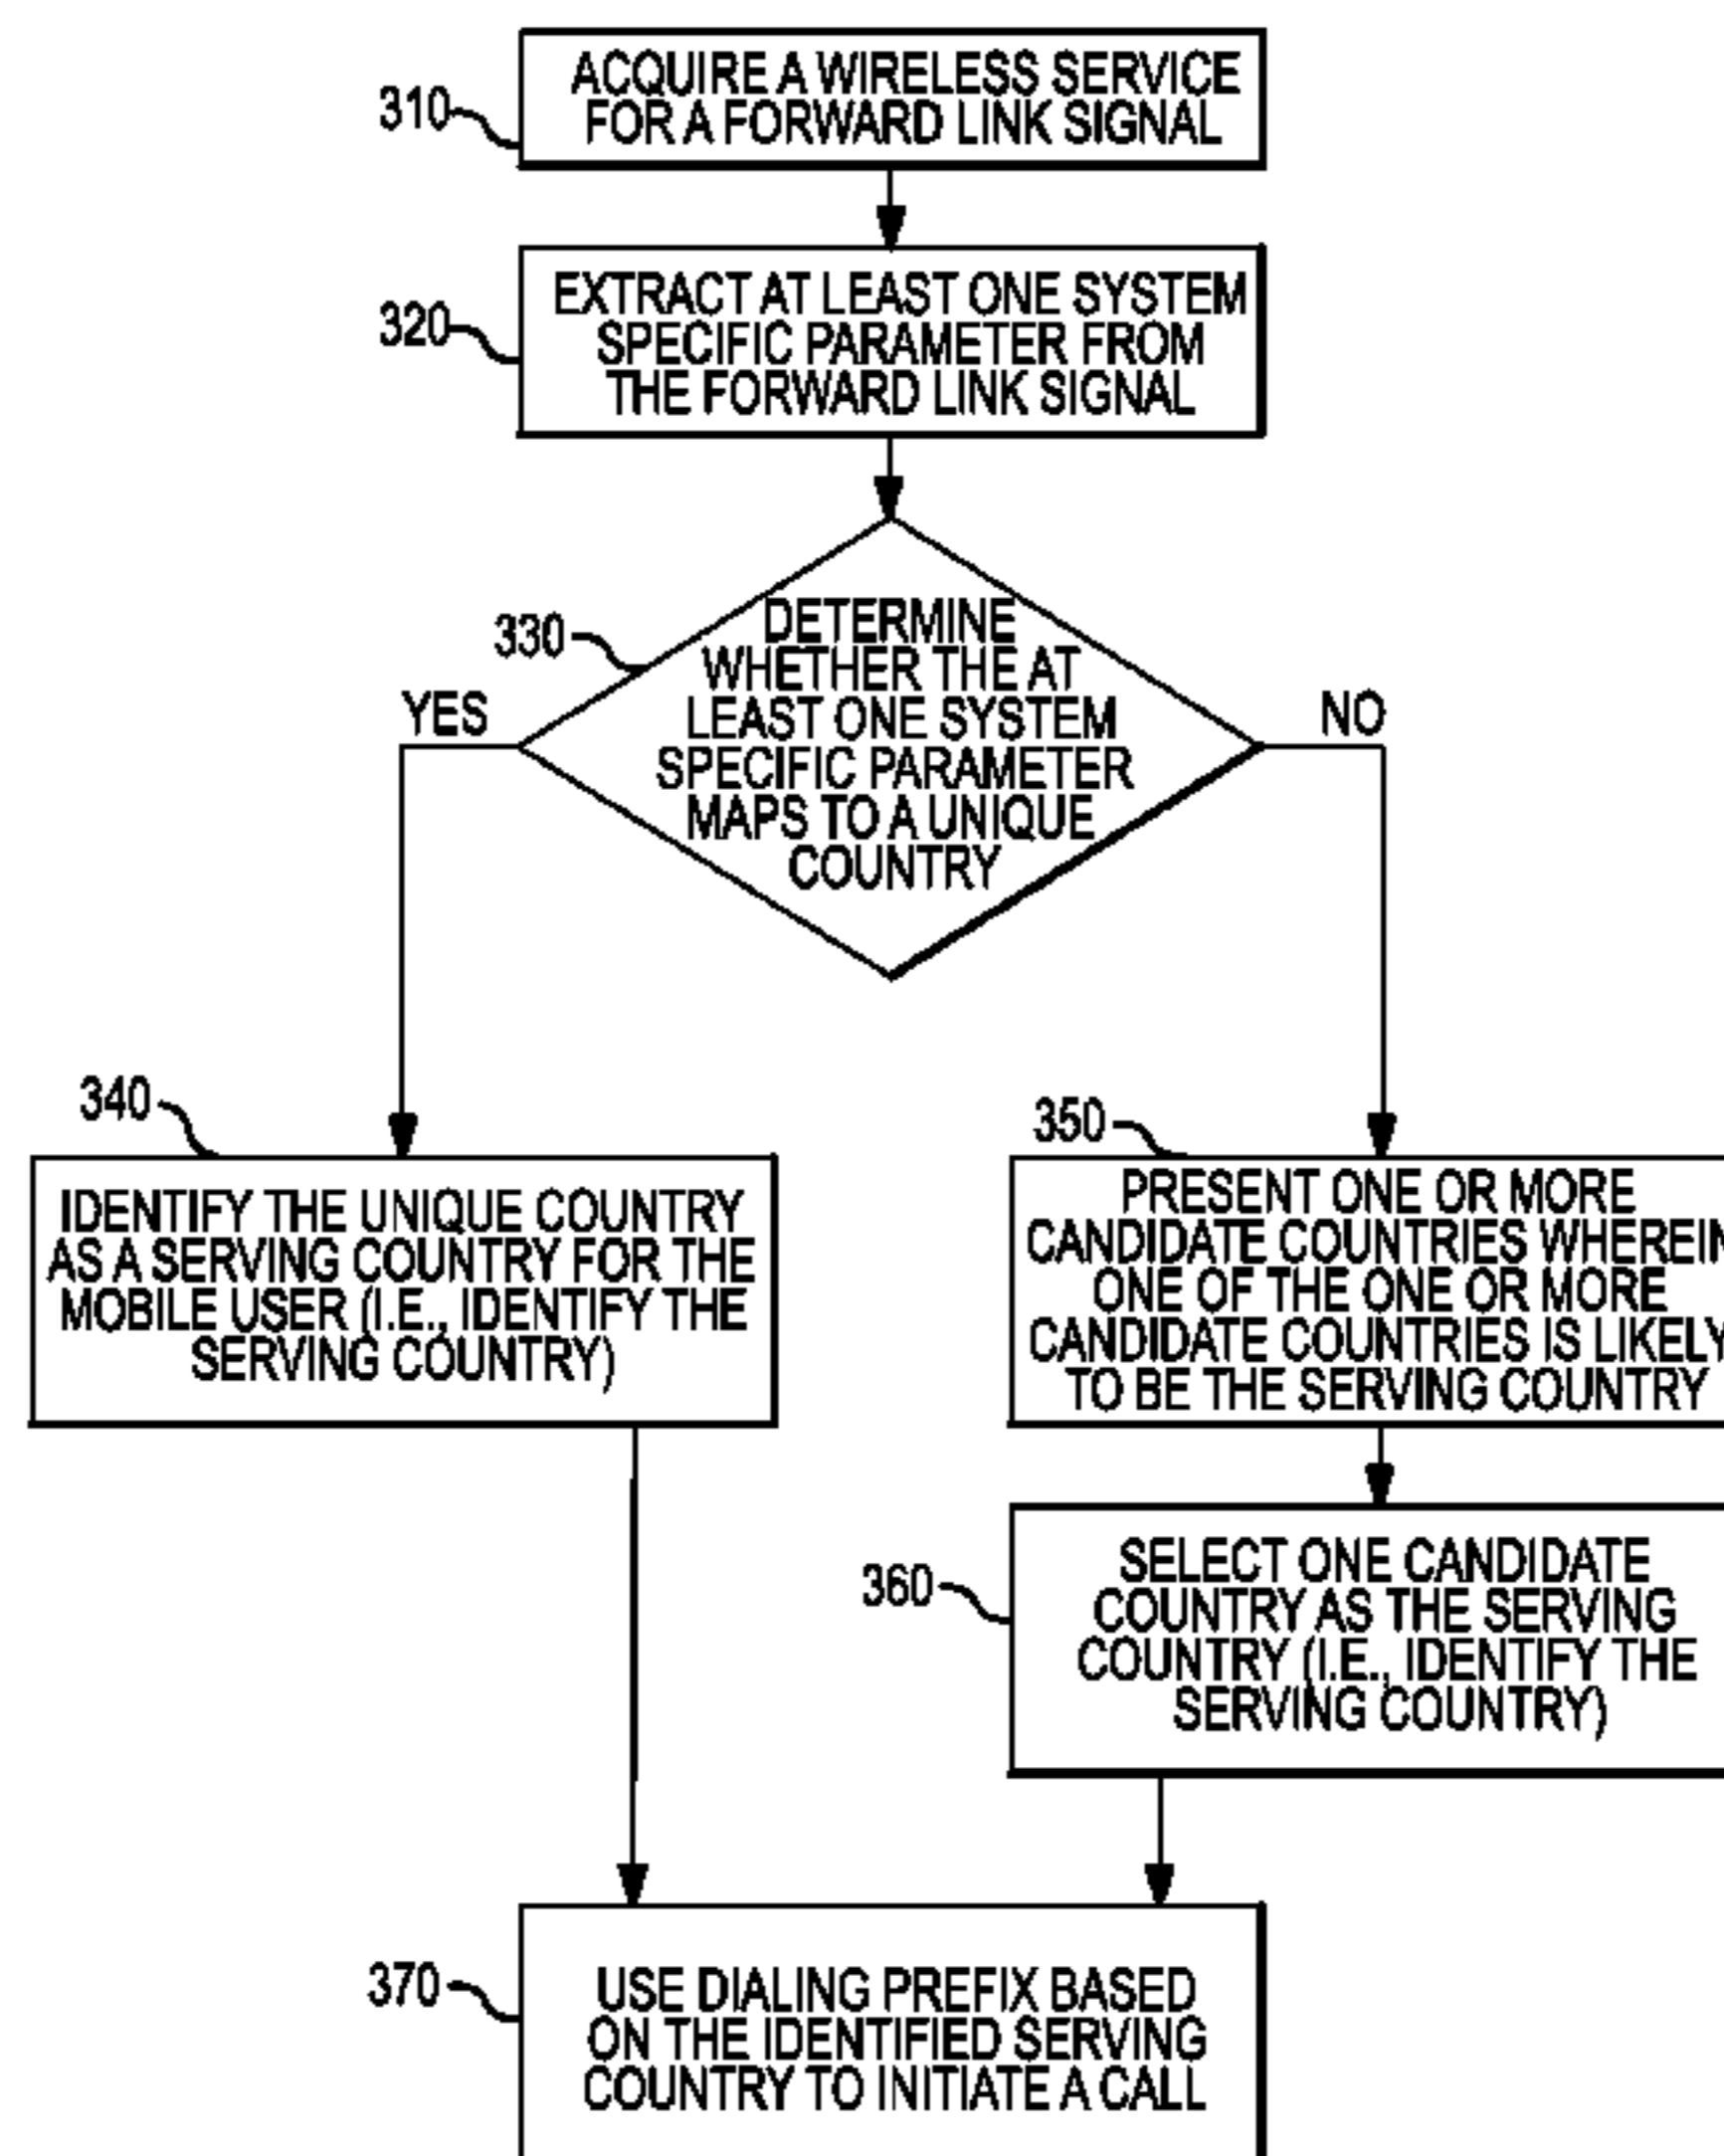 310
ACQUIRE A WIRELESS SERVICE
FOR A FORWARD LINK SIGNAL
320
EXTRACT AT LEAST ONE SYSTEM
SPECIFIC PARAMETER FROM
THE FORWARD LINK SIGNAL
330
DETERMINE
WHETHER THE AT
LEAST ONE SYSTEM
SPECIFIC PARAMETER
MAPS TO A UNIQUE
COUNTRY
YES
NO
340
IDENTIFY THE UNIQUE COUNTRY
AS A SERVING COUNTRY FOR THE
MOBILE USER (I.E., IDENTIFY THE
SERVING COUNTRY)
350
PRESENT ONE OR MORE
CANDIDATE COUNTRIES WHEREIN
ONE OF THE ONE OR MORE
CANDIDATE COUNTRIES IS LIKELY
TO BE THE SERVING COUNTRY
360
SELECT ONE CANDIDATE
COUNTRY AS THE SERVING
COUNTRY (I.E., IDENTIFY THE
SERVING COUNTRY)
370
USE DIALING PREFIX BASED
ON THE IDENTIFIED SERVING
COUNTRY TO INITIATE A CALL